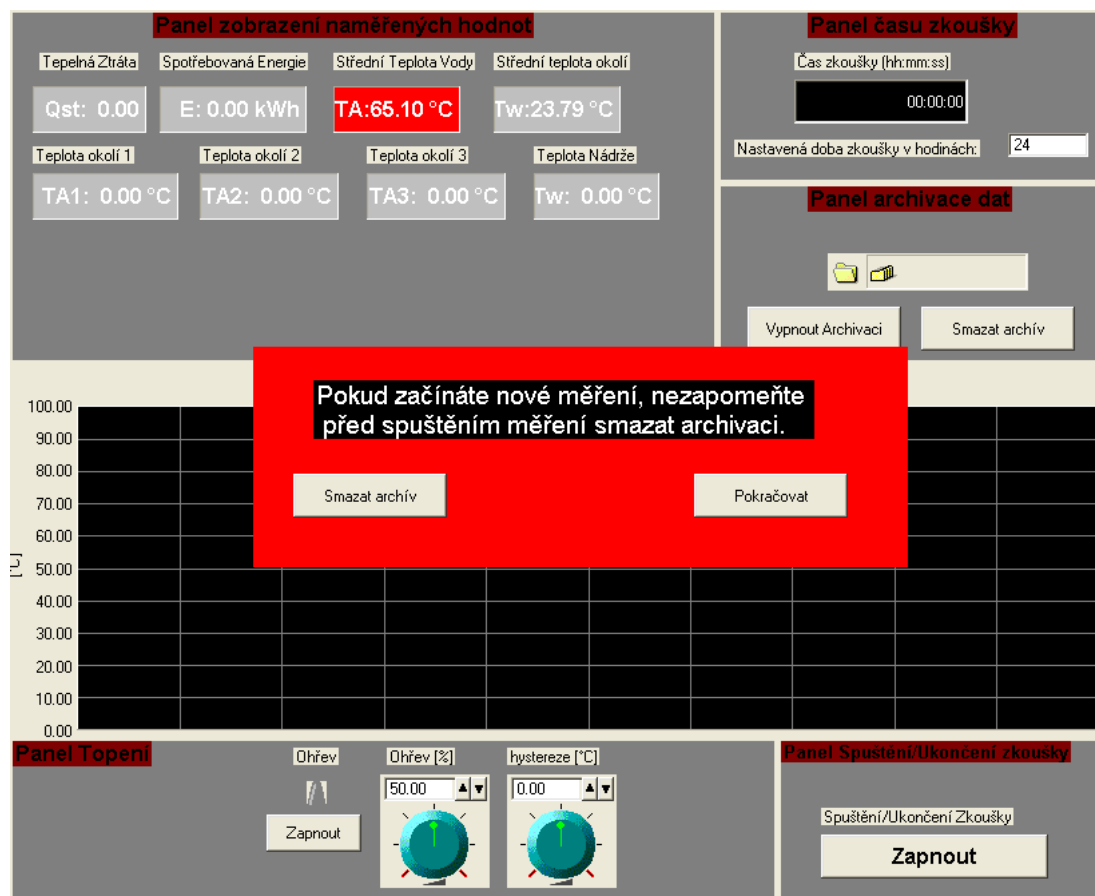 Panel zobrazení naměřených hodnot
Tepelná Ztráta
Spotřebovaná Energie
Střední Teplota Vody
Střední teplota okolí
Qst: 0.00
E: 0.00 kWh
TA:65.10 °C
Tw:23.79 °C
Teplota okolí 1
Teplota okolí 2
Teplota okolí 3
Teplota Nádrže
TA1: 0.00 °C
TA2: 0.00 °C
TA3: 0.00 °C
Tw: 0.00 °C
Panel času zkoušky
Čas zkoušky (hh:mm:ss)
00:00:00
Nastavená doba zkoušky v hodinách:
24
Panel archivace dat
Vypnout Archivaci
Smazat archív
Pokud začínáte nové měření, nezapomeňte
před spuštěním měření smazat archivaci.
Smazat archív
Pokračovat
100.00
90.00
80.00
70.00
60.00
50.00
40.00
30.00
20.00
10.00
0.00
[°C]
Panel Topení
Ohřev
Zapnout
Ohřev [%]
50.00
hystereze [°C]
0.00
Panel Spuštění/Ukončení zkoušky
Spuštění/Ukončení Zkoušky
Zapnout